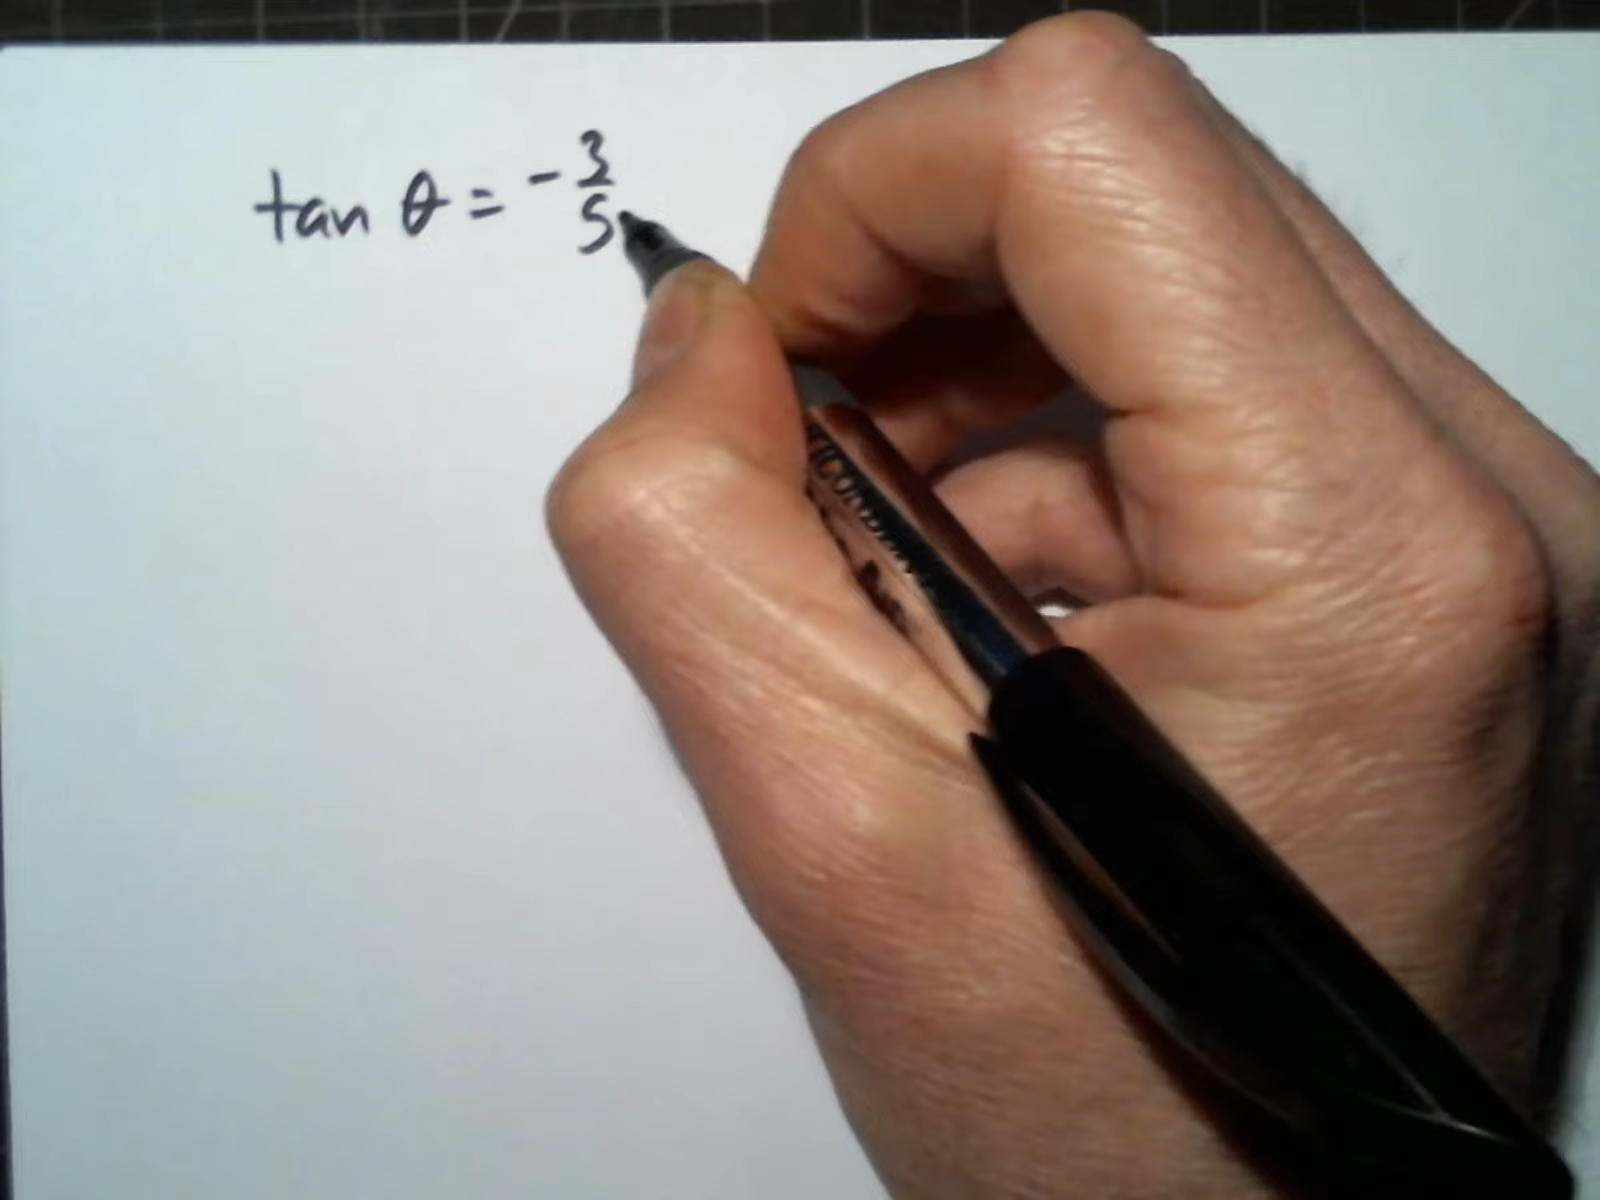 tan θ = - 3/5